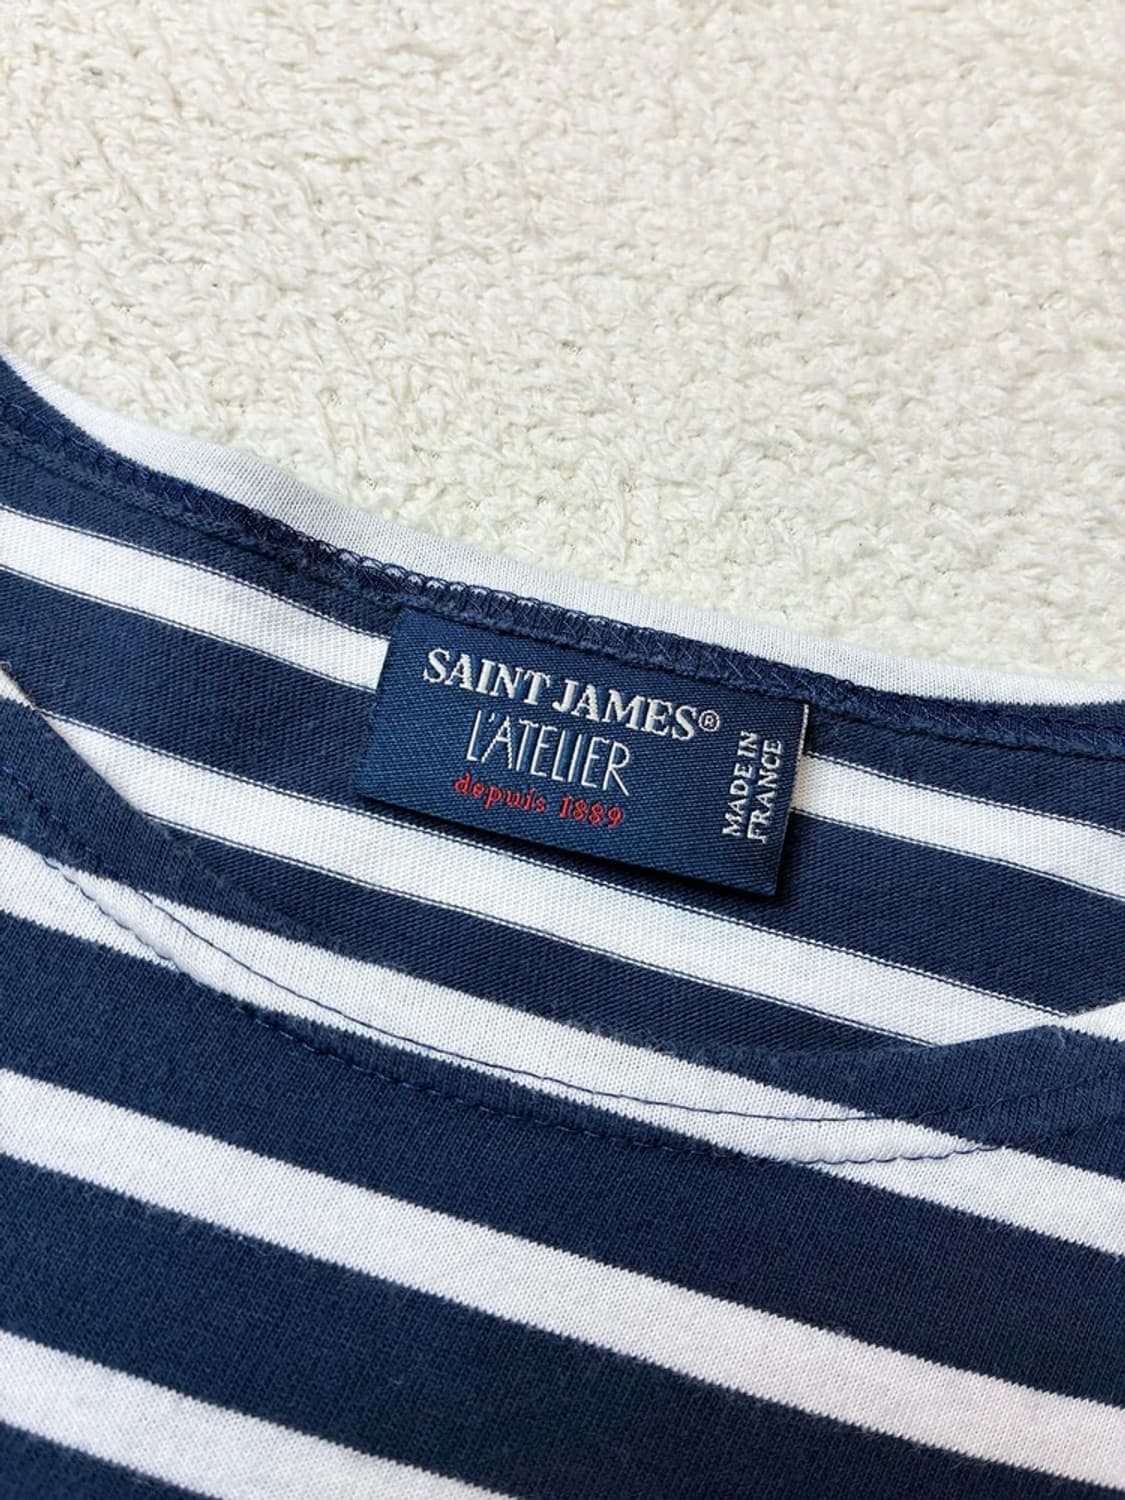 SAINT JAMES®
L'ATELIER
depuis 1889
MADE IN
FRANCE